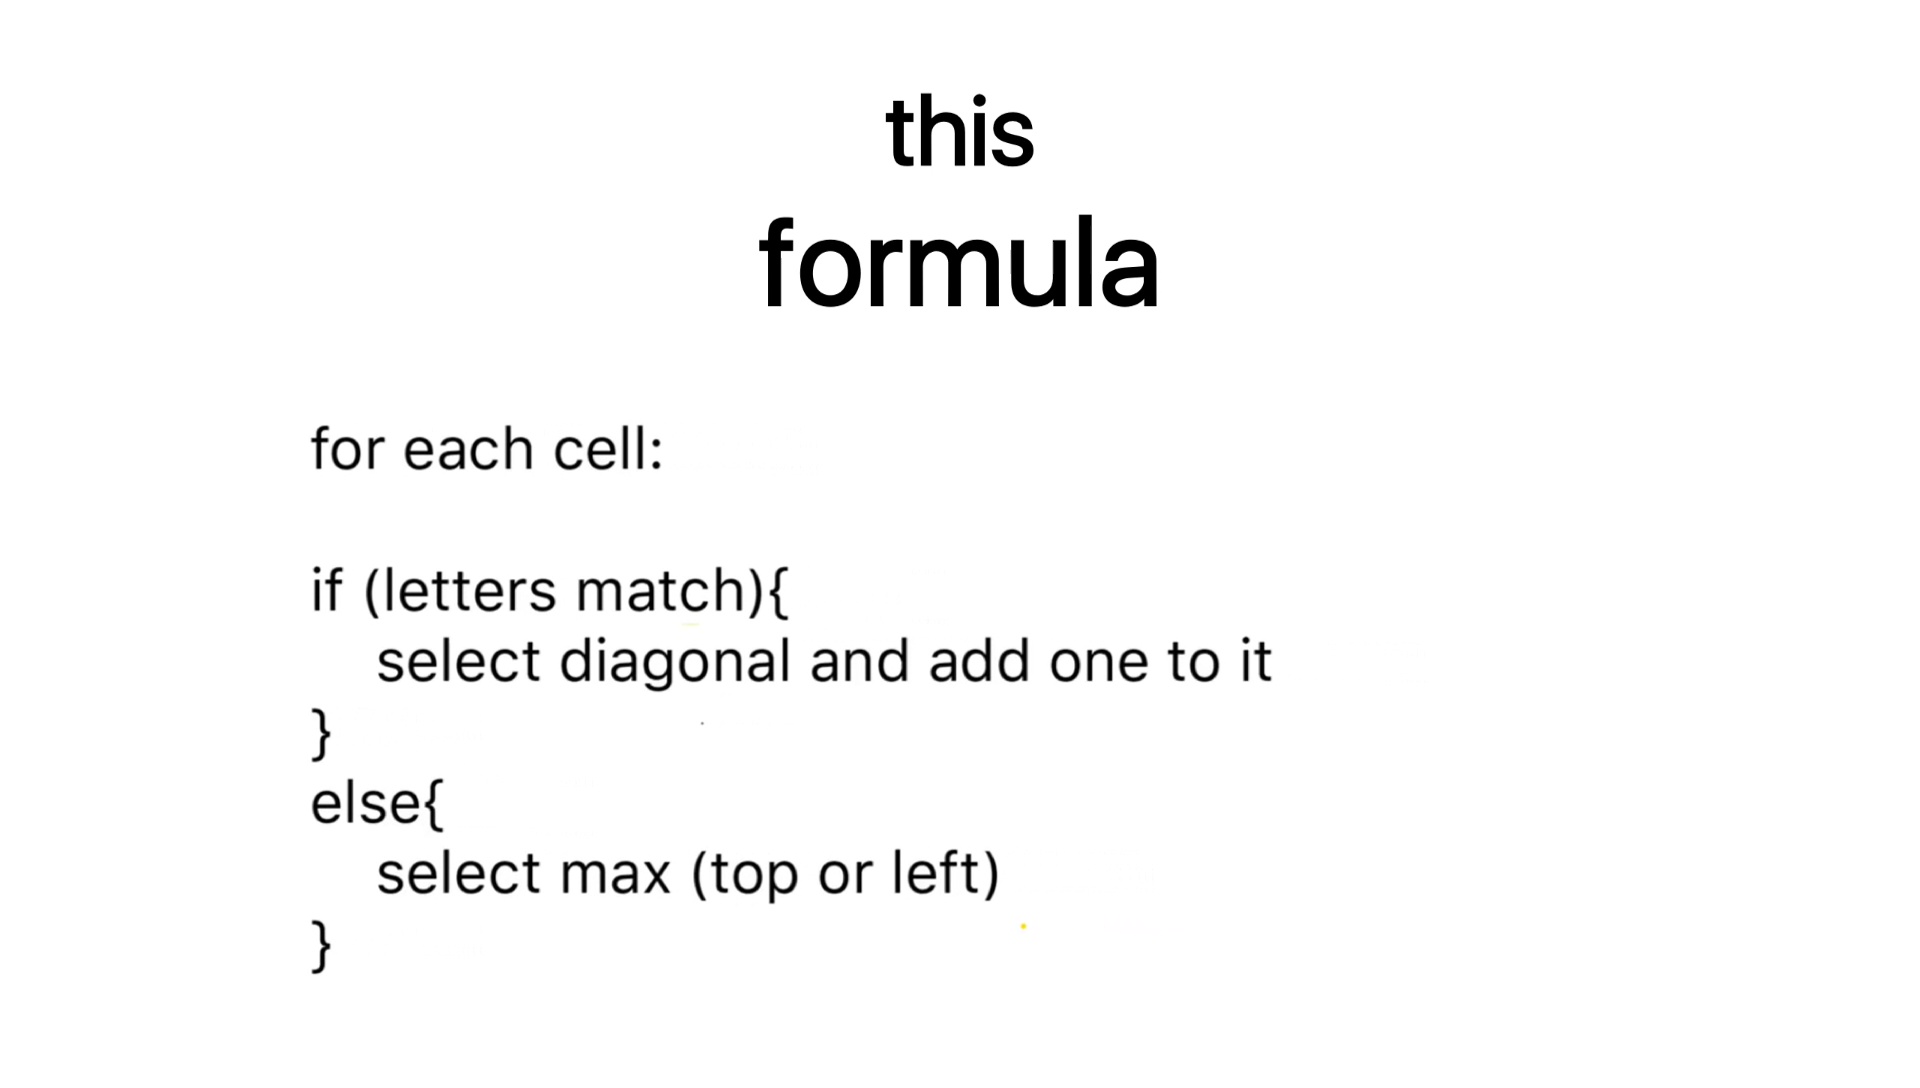 this
formula
for each cell:
if (letters match){
select diagonal and add one to it
}
else{
select max (top or left)
}